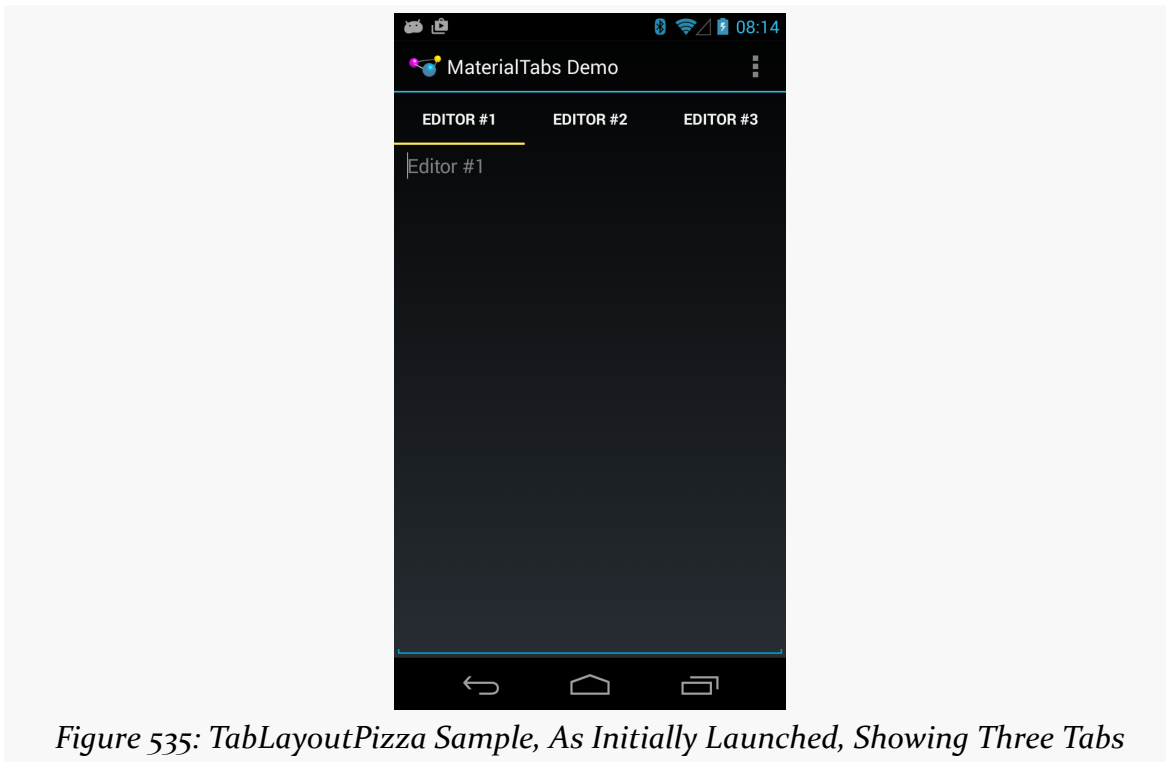 08:14
MaterialTabs Demo
EDITOR #1 EDITOR #2 EDITOR #3
Editor #1
Figure 535: TabLayoutPizza Sample, As Initially Launched, Showing Three Tabs